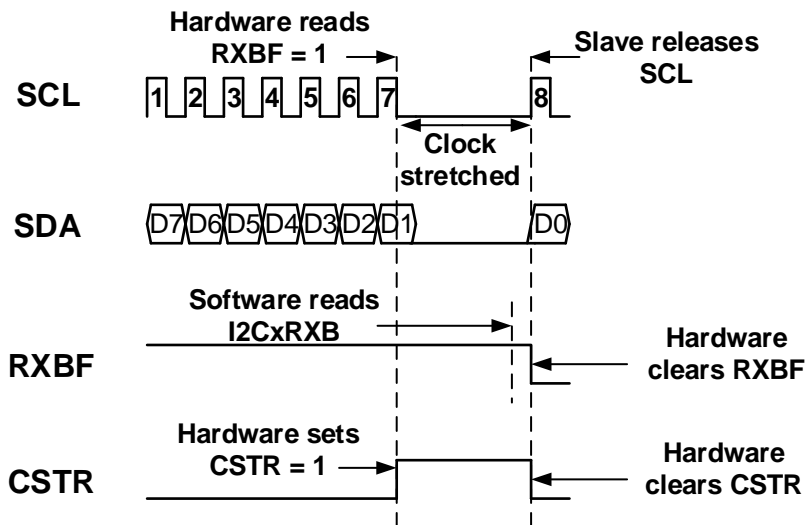 Hardware reads
RXBF = 1
Slave releases
SCL
SCL
1 2 3 4 5 6 7 8
Clock
stretched
SDA
D7 D6 D5 D4 D3 D2 D1 D0
Software reads
I2CxRXB
RXBF
Hardware
clears RXBF
Hardware sets
CSTR = 1
CSTR
Hardware
clears CSTR